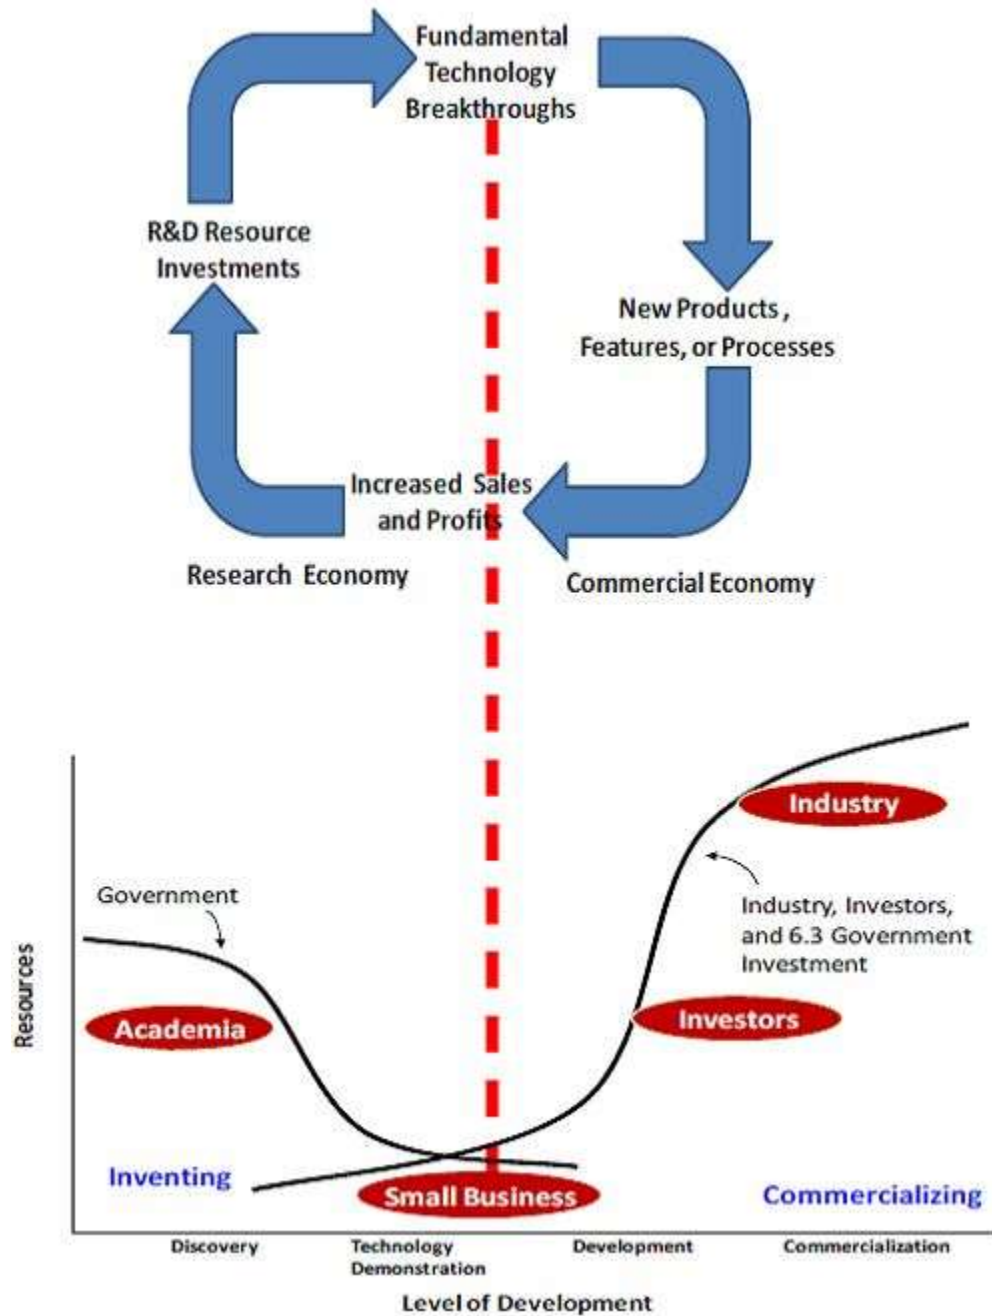 Fundamental
Technology
Breakthroughs
R&D Resource
Investments
New Products ,
Features, or Processes
Increased Sales
and Profits
Research Economy
Commercial Economy
Industry
Government
Industry, Investors,
and 6.3 Government
Investment
Resources
Academia
Investors
Inventing
Small Business
Commercializing
Discovery
Technology
Demonstration
Development
Commercialization
Level of Development